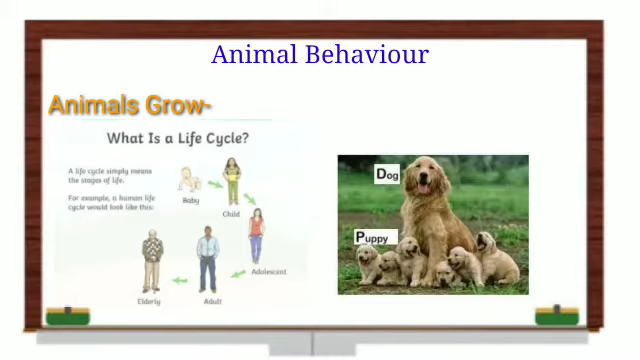 Animal Behaviour
Animals Grow-
What Is a Life Cycle?
A life cycle simply means
the stages of life.
For example, a human life
cycle would look like this:
Baby
Child
Adolescent
Adult
Elderly
Dog
Puppy